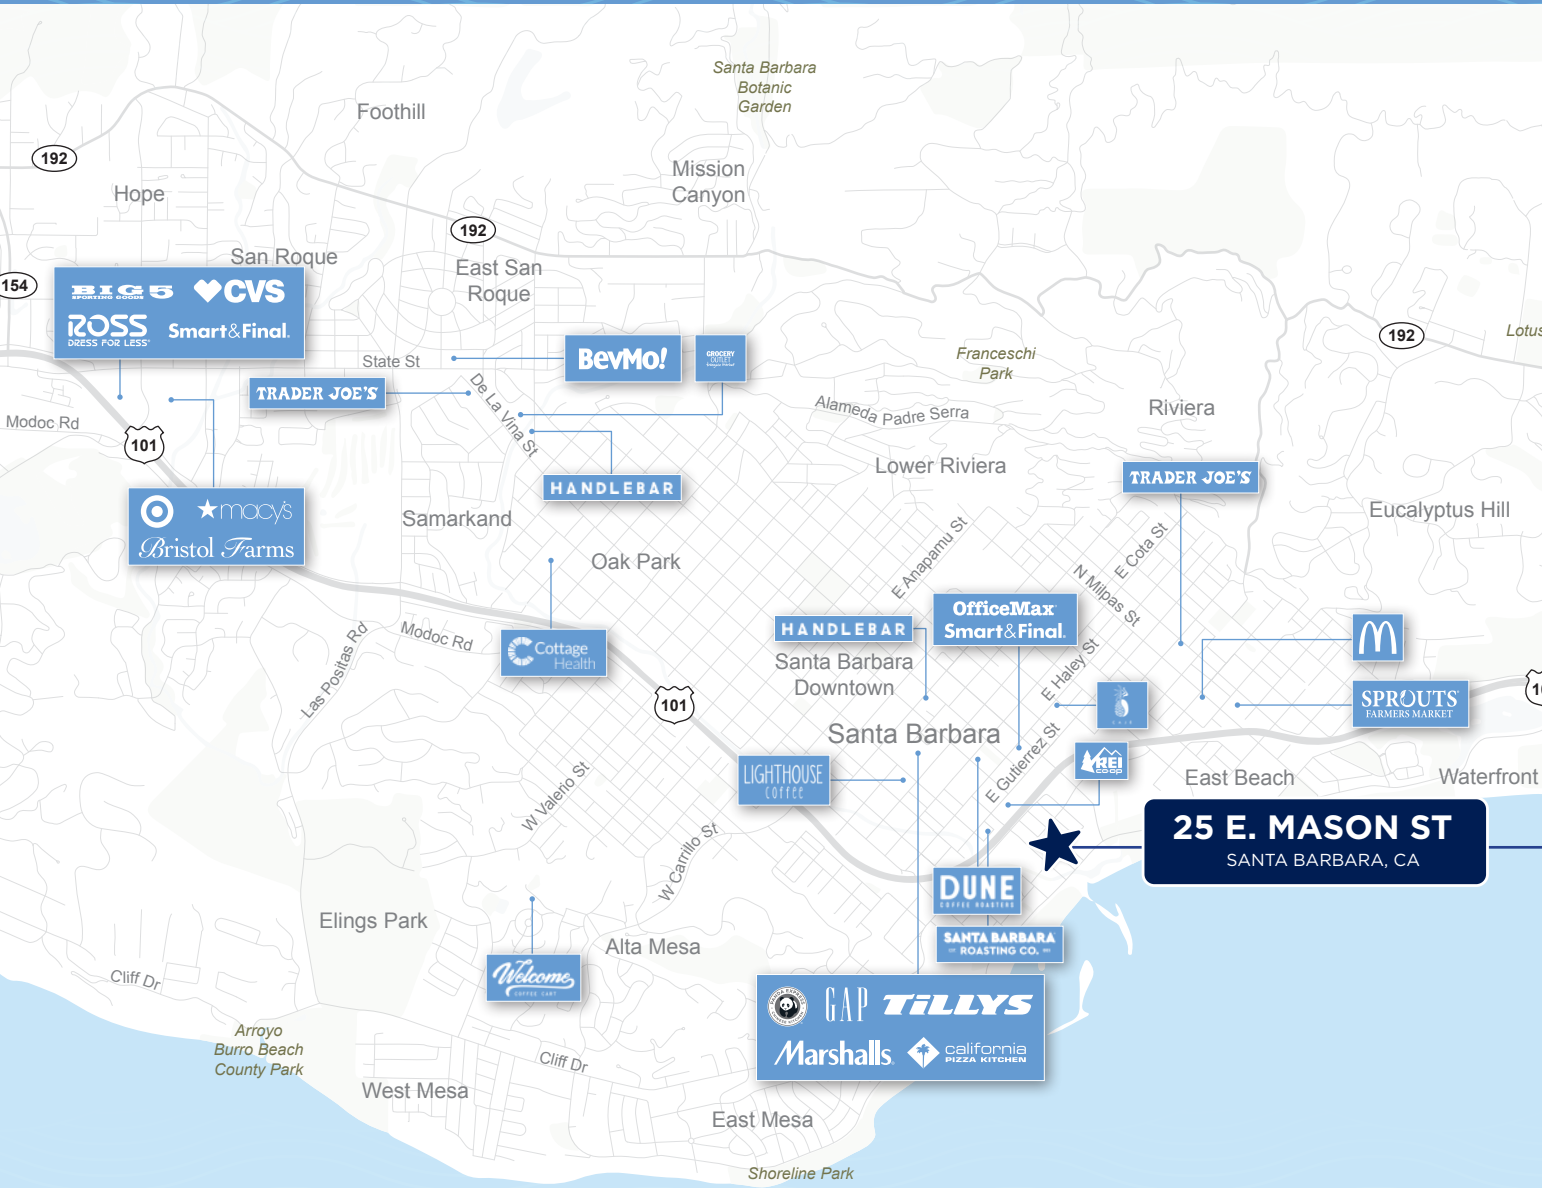 Santa Barbara
Botanic
Garden
Foothill
192
Mission
Canyon
Hope
192
San Roque
East San
Roque
154
BIG 5
SPORTING GOODS
CVS
ROSS
DRESS FOR LESS
Smart&Final.
192
Lotus
State St
BevMo!
GROCERY
OUTLET
Franceschi
Park
TRADER JOE'S
De La Vina St
Alameda Padre Serra
Riviera
Modoc Rd
101
Lower Riviera
TRADER JOE'S
HANDLEBAR
macy's
Bristol Farms
Samarkand
Eucalyptus Hill
Oak Park
E Anapamu St
E Cota St
N Milpas St
OfficeMax
Smart&Final.
HANDLEBAR
Modoc Rd
Las Positas Rd
Cottage
Health
Santa Barbara
Downtown
E Haley St
101
SPROUTS
FARMERS MARKET
Santa Barbara
E Gutierrez St
REI
co-op
LIGHTHOUSE
coffee
East Beach
Waterfront
W Valerio St
W Carrillo St
25 E. MASON ST
SANTA BARBARA, CA
DUNE
COFFEE ROASTERS
Elings Park
Alta Mesa
SANTA BARBARA
ROASTING CO.
Welcome
COFFEE CART
Cliff Dr
PANDA EXPRESS
GAP
TILLYS
Marshalls.
california
PIZZA KITCHEN
Arroyo
Burro Beach
County Park
Cliff Dr
West Mesa
East Mesa
Shoreline Park